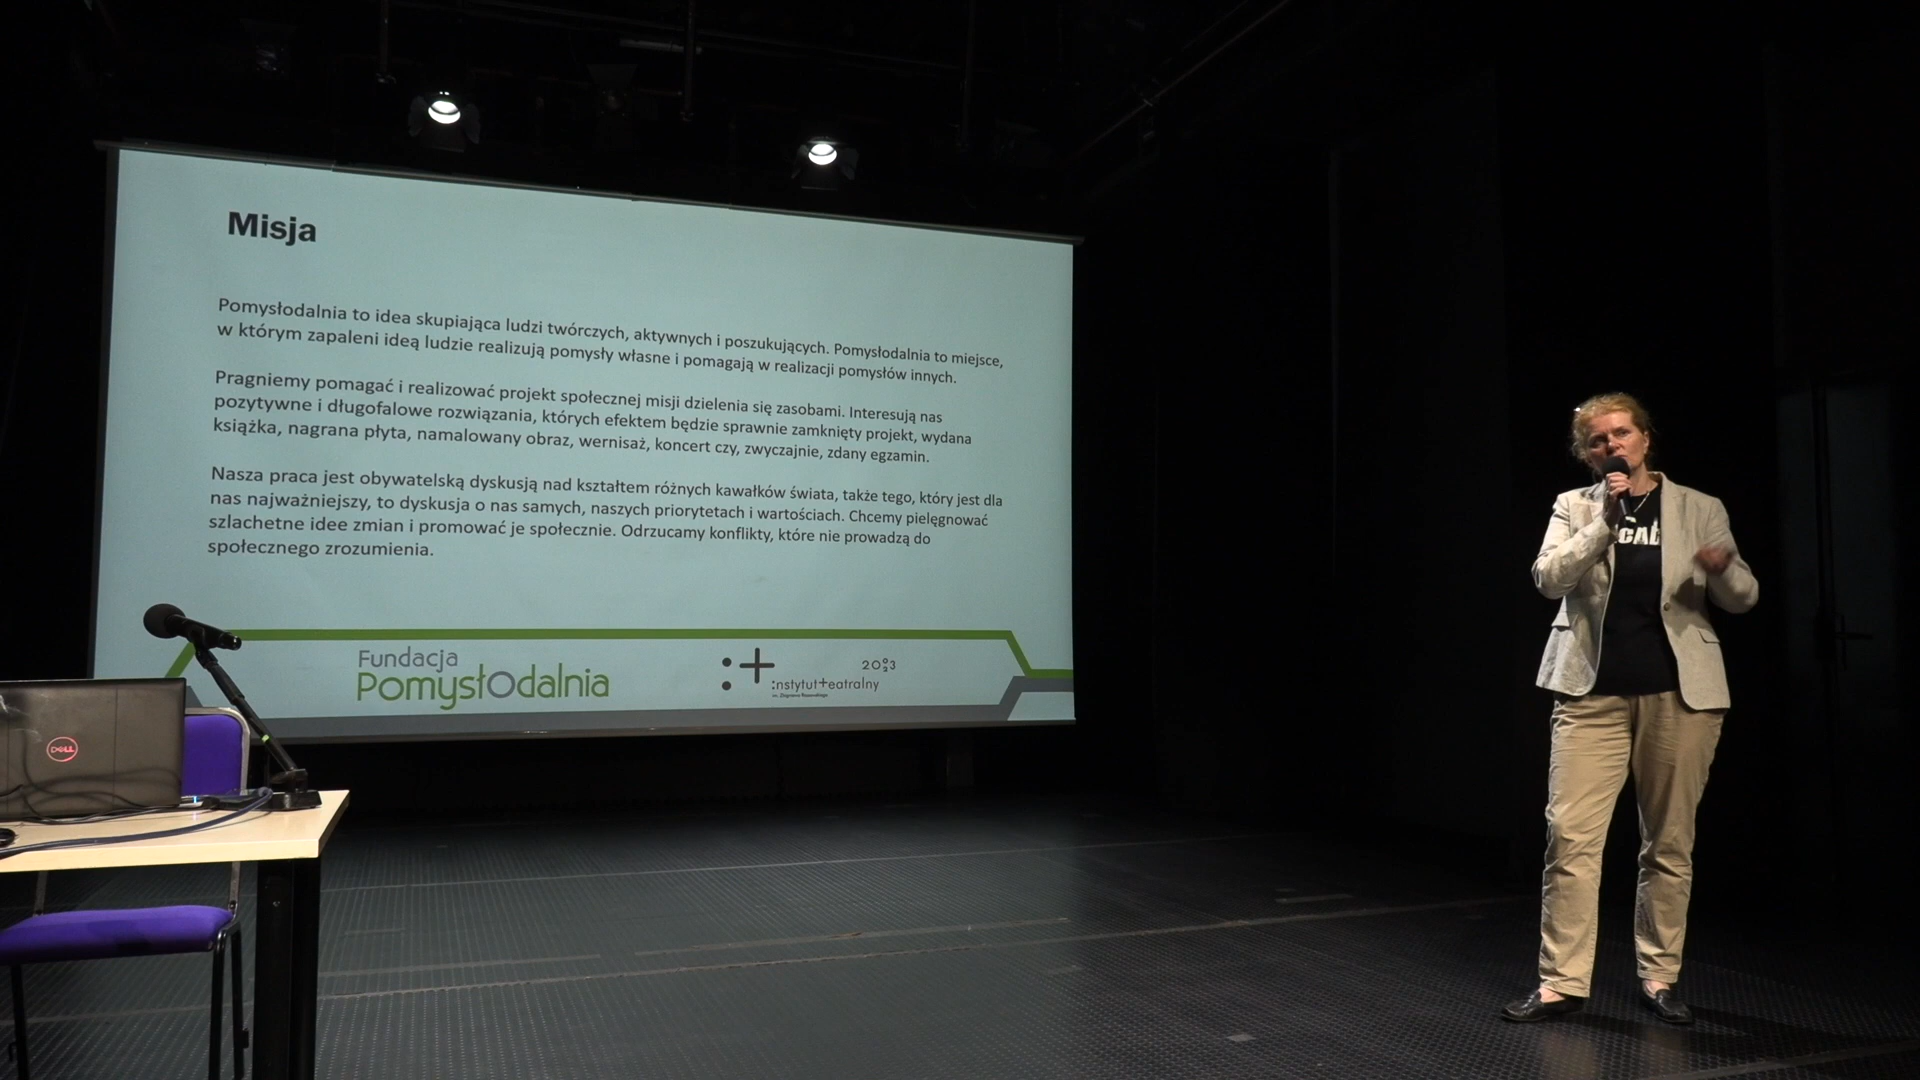 Misja
Pomysłodalnia to idea skupiająca ludzi twórczych, aktywnych i poszukujących. Pomysłodalnia to miejsce,
w którym zapaleni ideą ludzie realizują pomysły własne i pomagają w realizacji pomysłów innych.
Pragniemy pomagać i realizować projekt społecznej misji dzielenia się zasobami. Interesują nas
pozytywne i długofalowe rozwiązania, których efektem będzie sprawnie zamknięty projekt, wydana
książka, nagrana płyta, namalowany obraz, wernisaż, koncert czy, zwyczajnie, zdany egzamin.
Nasza praca jest obywatelską dyskusją nad kształtem różnych kawałków świata, także tego, który jest dla
nas najważniejszy, to dyskusja o nas samych, naszych priorytetach i wartościach. Chcemy pielęgnować
szlachetne idee zmian i promować je społecznie. Odrzucamy konflikty, które nie prowadzą do
społecznego zrozumienia.
Fundacja
Pomysłodalnia
:nstytut+eatralny
im. Zbigniewa Raszewskiego
2003
23
DELL